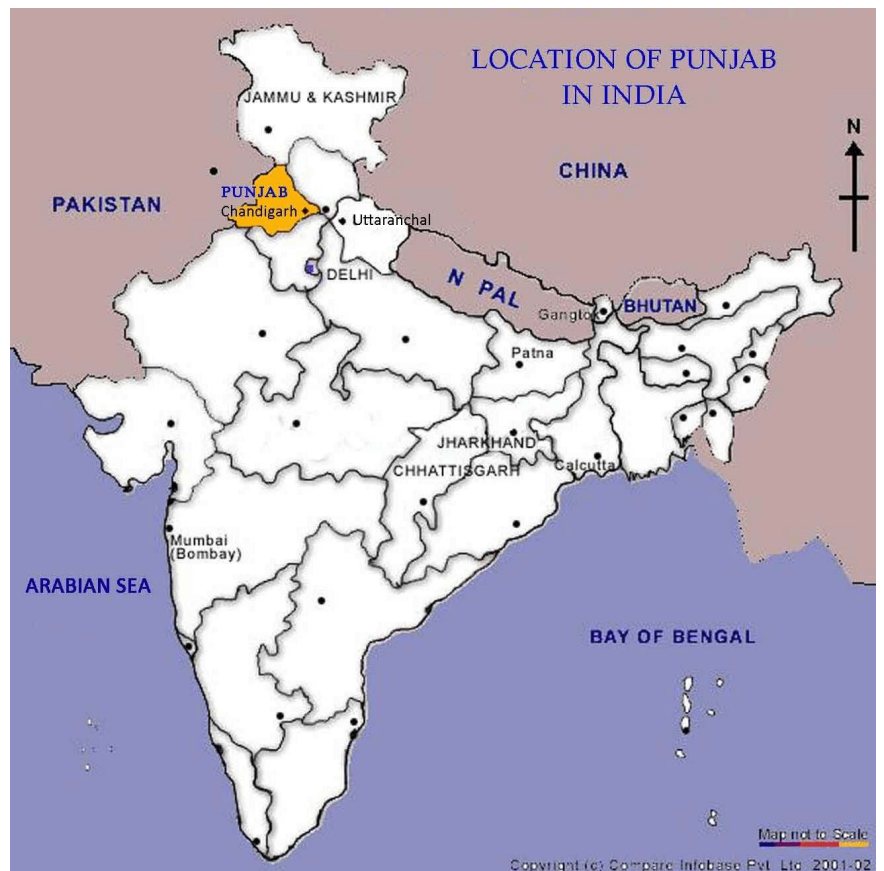 LOCATION OF PUNJAB
IN INDIA
JAMMU & KASHMIR
N
CHINA
PAKISTAN
PUNJAB
Chandigarh
Uttaranchal
DELHI
N PAL
BHUTAN
Gangtok
Patna
JHARKHAND
CHHATTISGARH
Calcutta
Mumbai
(Bombay)
ARABIAN SEA
BAY OF BENGAL
Map not to Scale
Copyright (c) Compare Infobase Pvt. Ltd. 2001-02